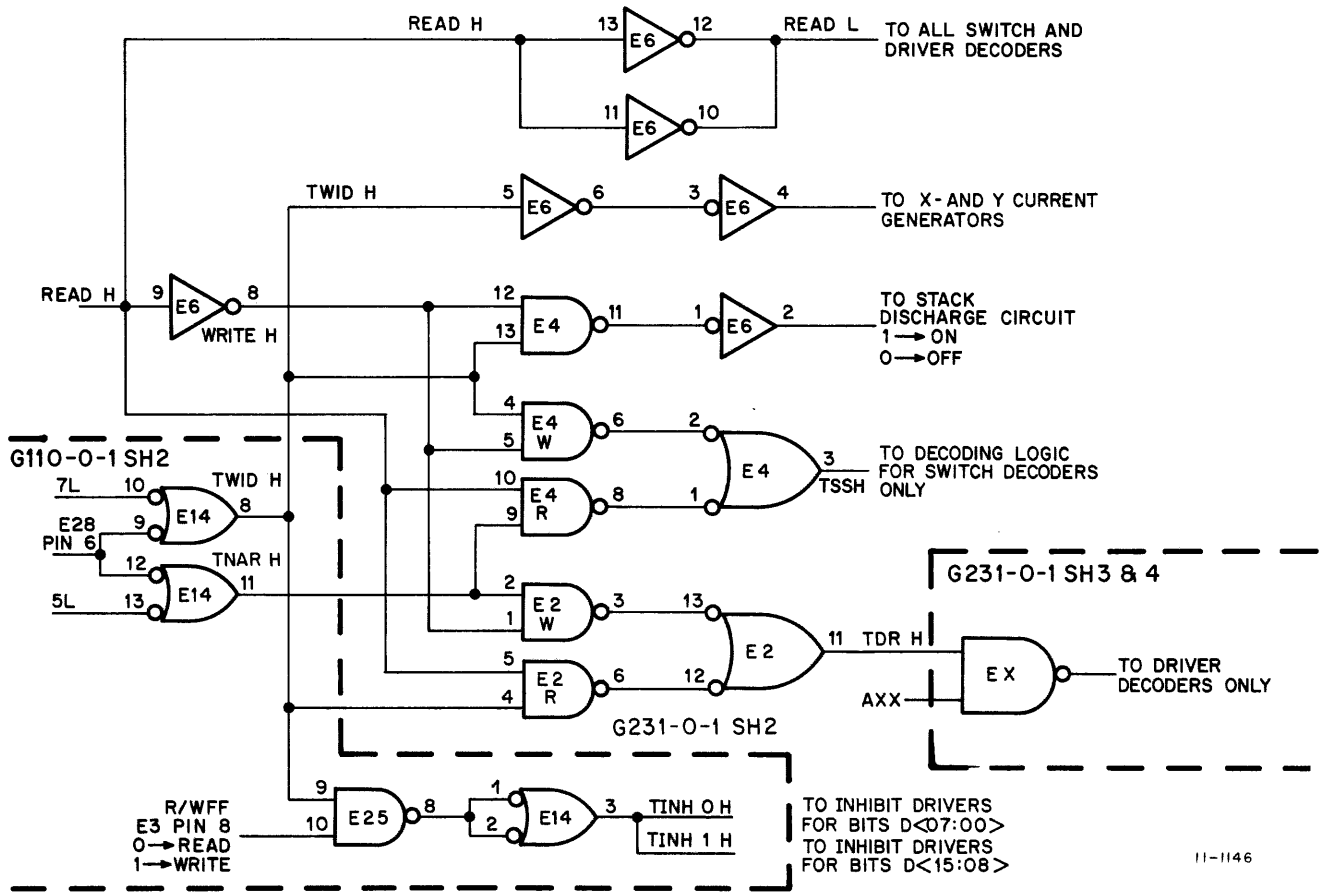 READ H
13
E6
12
READ L
TO ALL SWITCH AND
DRIVER DECODERS
11
E6
10
TWID H
5
E6
6
3
E6
4
TO X- AND Y CURRENT
GENERATORS
READ H
9
E6
8
WRITE H
12
13
E4
11
1
E6
2
TO STACK
DISCHARGE CIRCUIT
1→ON
0→OFF
4
5
E4
W
6
2
1
E4
3
TSSH
TO DECODING LOGIC
FOR SWITCH DECODERS
ONLY
10
9
E4
R
8
G110-0-1 SH2
7L
10
TWID H
E14
8
E28
PIN 6
9
12
TNAR H
E14
11
5L
13
2
1
E2
W
3
13
12
E2
11
TDR H
G231-0-1 SH3 & 4
EX
AXX
TO DRIVER
DECODERS ONLY
5
4
E2
R
6
G231-0-1 SH2
R/WFF
E3 PIN 8
0→READ
1→WRITE
9
10
E25
8
1
2
E14
3
TINH 0 H
TINH 1 H
TO INHIBIT DRIVERS
FOR BITS D<07:00>
TO INHIBIT DRIVERS
FOR BITS D<15:08>
11-1146